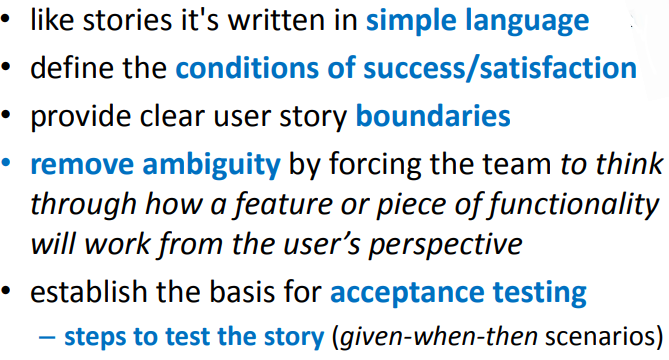 • like stories it's written in simple language
• define the conditions of success/satisfaction
• provide clear user story boundaries
• remove ambiguity by forcing the team to think
through how a feature or piece of functionality
will work from the user’s perspective
• establish the basis for acceptance testing
– steps to test the story (given-when-then scenarios)